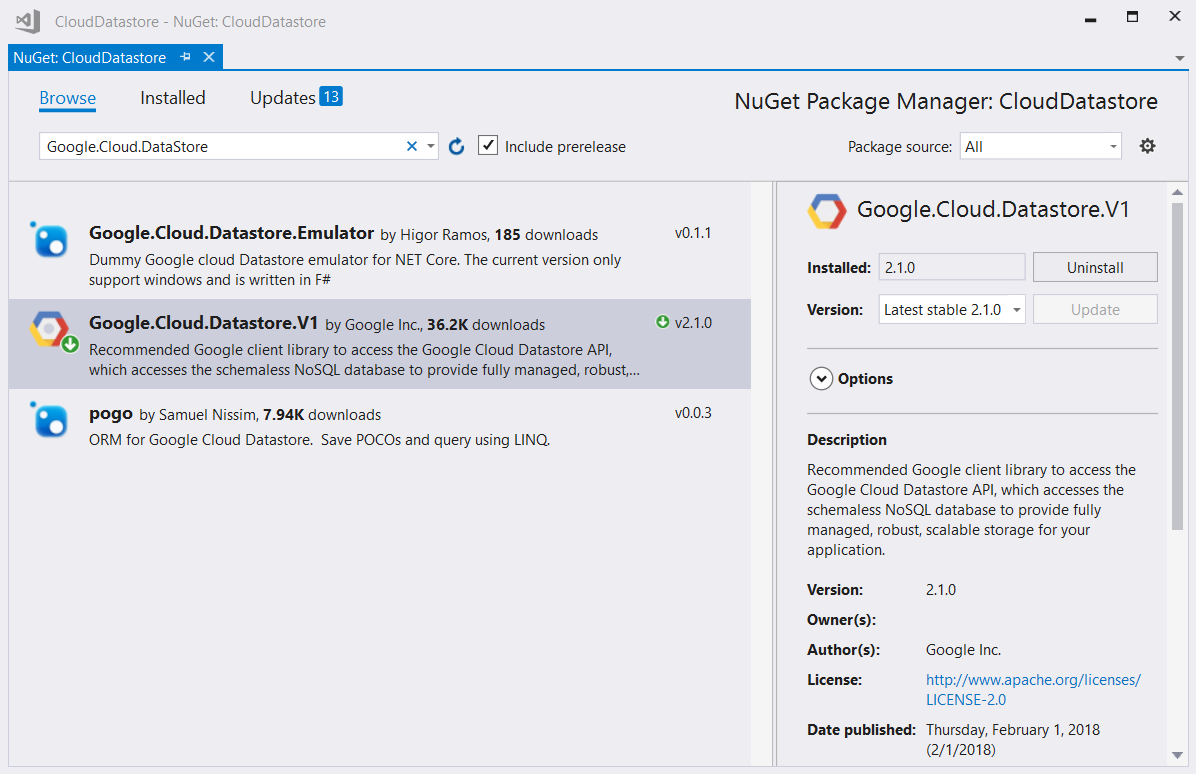 CloudDatastore - NuGet: CloudDatastore
NuGet: CloudDatastore
Browse Installed Updates 13
NuGet Package Manager: CloudDatastore
Google.Cloud.DataStore
Include prerelease
Package source: All
Google.Cloud.Datastore.Emulator by Higor Ramos, 185 downloads v0.1.1
Dummy Google cloud Datastore emulator for NET Core. The current version only
support windows and is written in F#
Google.Cloud.Datastore.V1 by Google Inc., 36.2K downloads v2.1.0
Recommended Google client library to access the Google Cloud Datastore API,
which accesses the schemaless NoSQL database to provide fully managed, robust,...
pogo by Samuel Nissim, 7.94K downloads v0.0.3
ORM for Google Cloud Datastore.  Save POCOs and query using LINQ.
Google.Cloud.Datastore.V1
Installed: 2.1.0 Uninstall
Version: Latest stable 2.1.0 Update
Options
Description
Recommended Google client library to access the
Google Cloud Datastore API, which accesses the
schemaless NoSQL database to provide fully
managed, robust, scalable storage for your
application.
Version: 2.1.0
Owner(s):
Author(s): Google Inc.
License: http://www.apache.org/licenses/
LICENSE-2.0
Date published: Thursday, February 1, 2018
(2/1/2018)